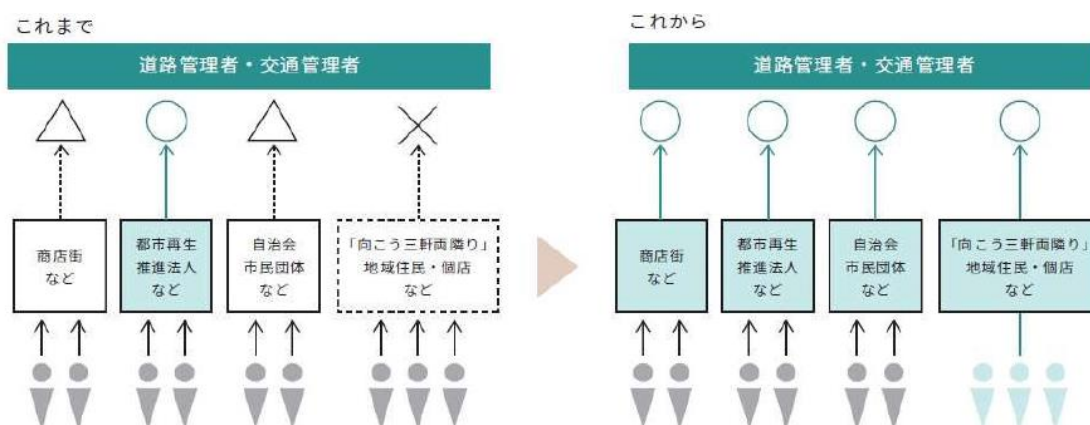 これまで
道路管理者・交通管理者
商店街
など
都市再生
推進法人
など
自治会
市民団体
など
「向こう三軒両隣り」
地域住民・個店
など
これから
道路管理者・交通管理者
商店街
など
都市再生
推進法人
など
自治会
市民団体
など
「向こう三軒両隣り」
地域住民・個店
など